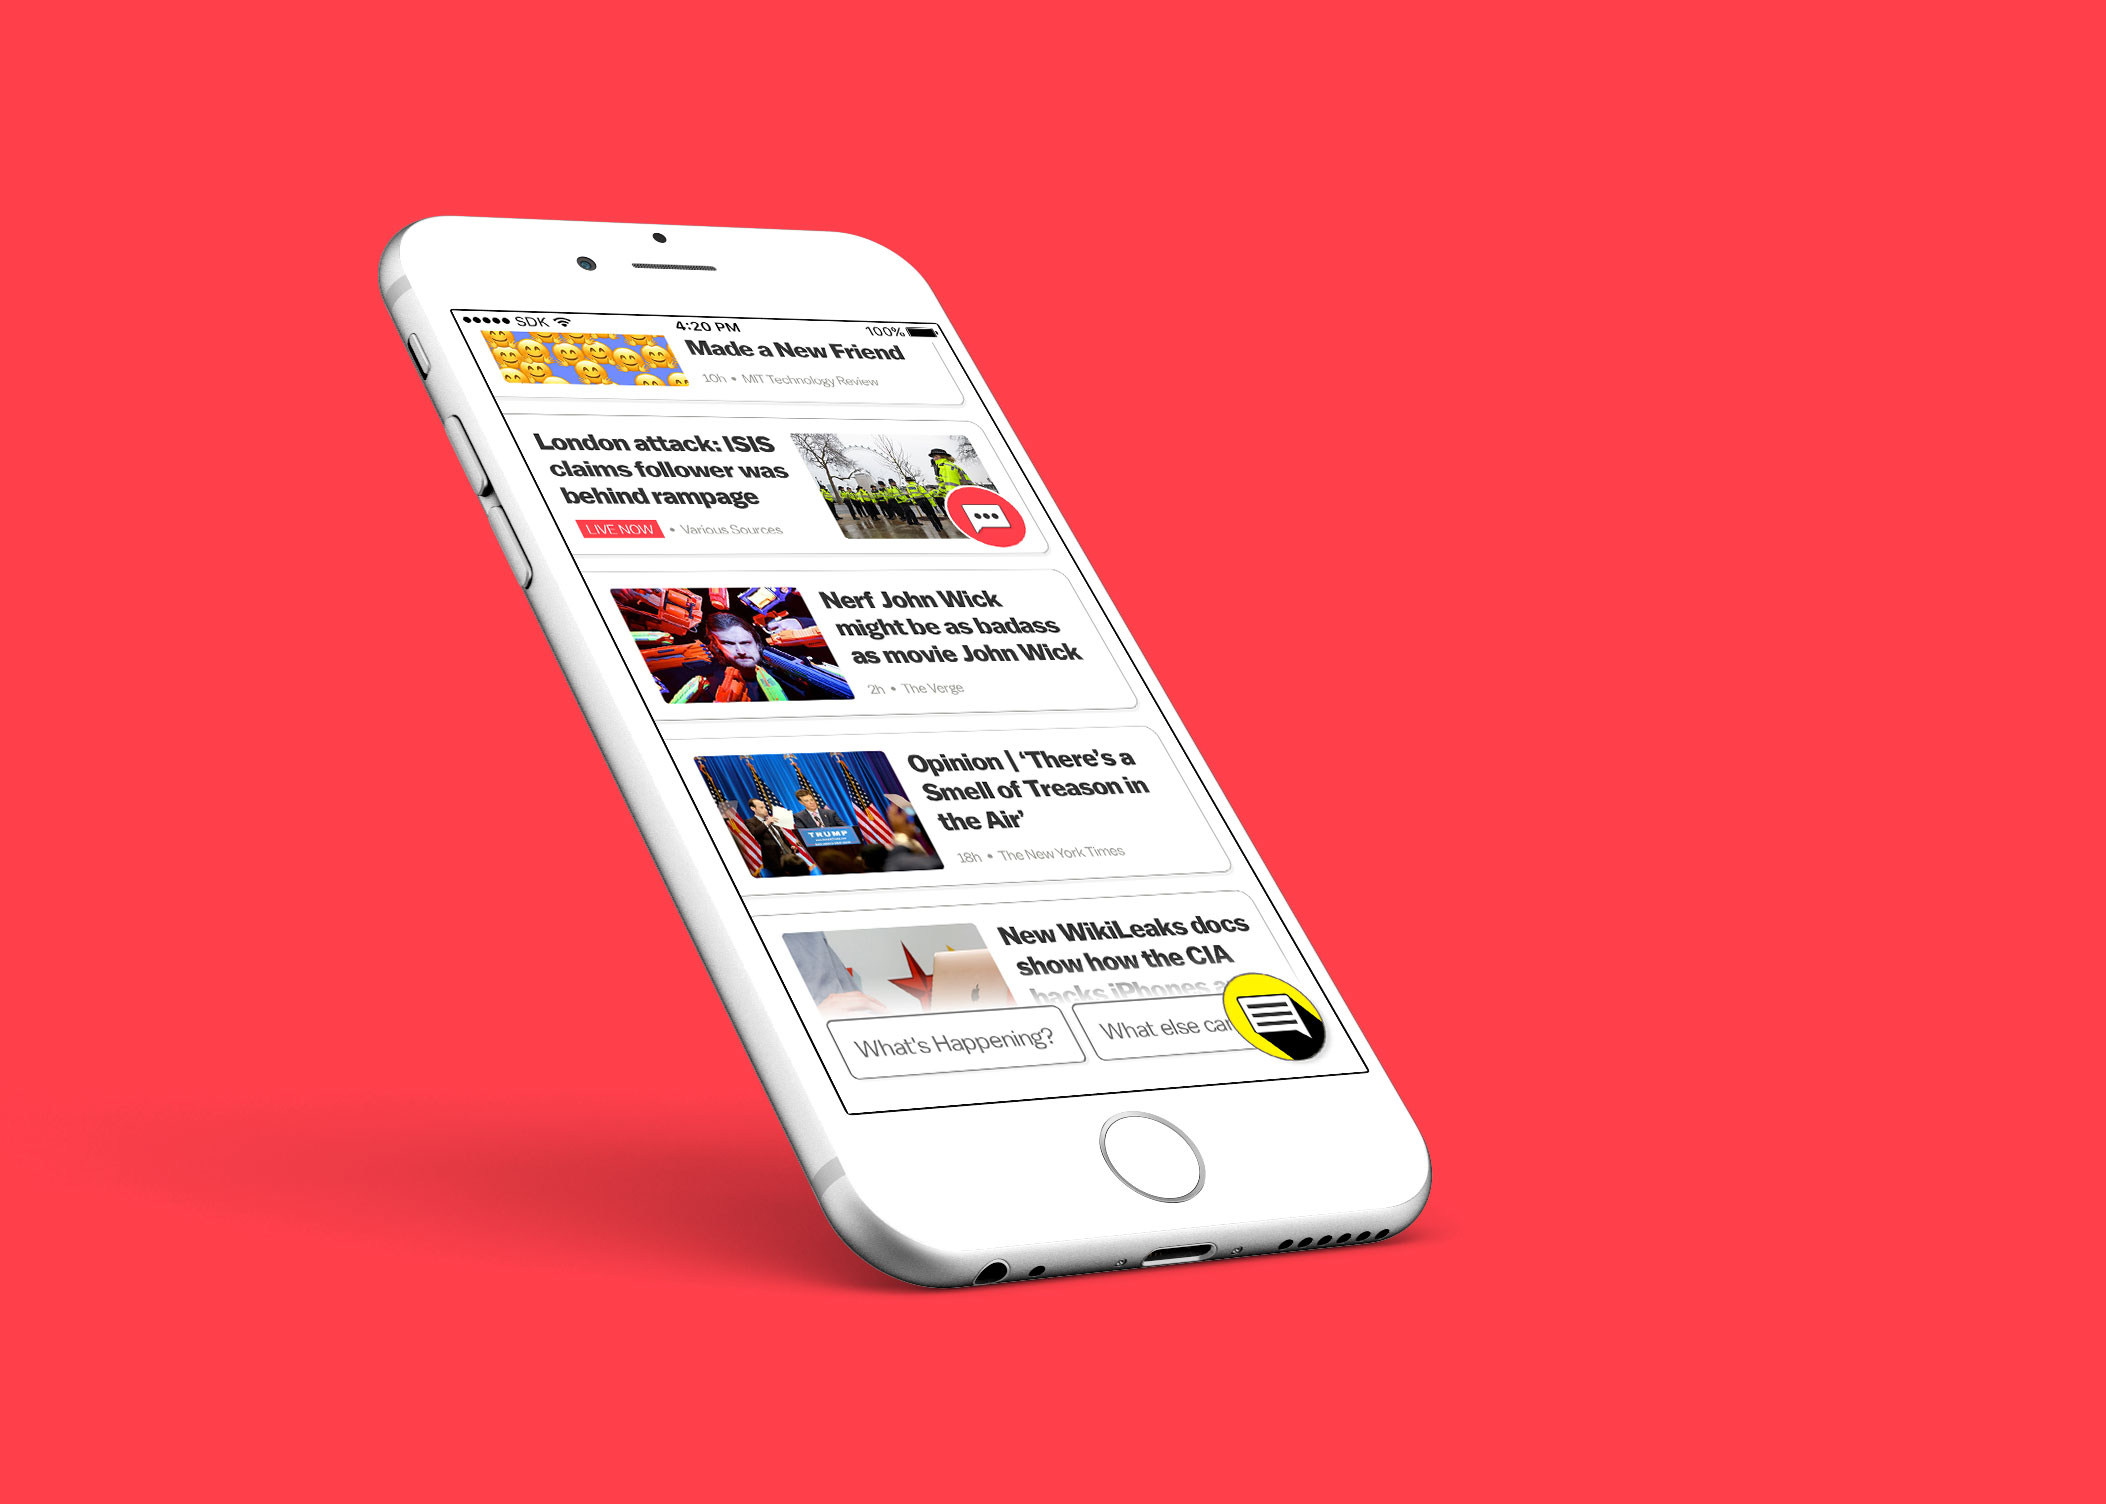 SDK
4:20 PM
100%
Made a New Friend
10h • MIT Technology Review
London attack: ISIS
claims follower was
behind rampage
LIVE NOW • Various Sources
Nerf John Wick
might be as badass
as movie John Wick
2h • The Verge
Opinion | ‘There’s a
Smell of Treason in
the Air’
18h • The New York Times
TRUMP
New WikiLeaks docs
show how the CIA
hacks iPhones
What's Happening?
What else can